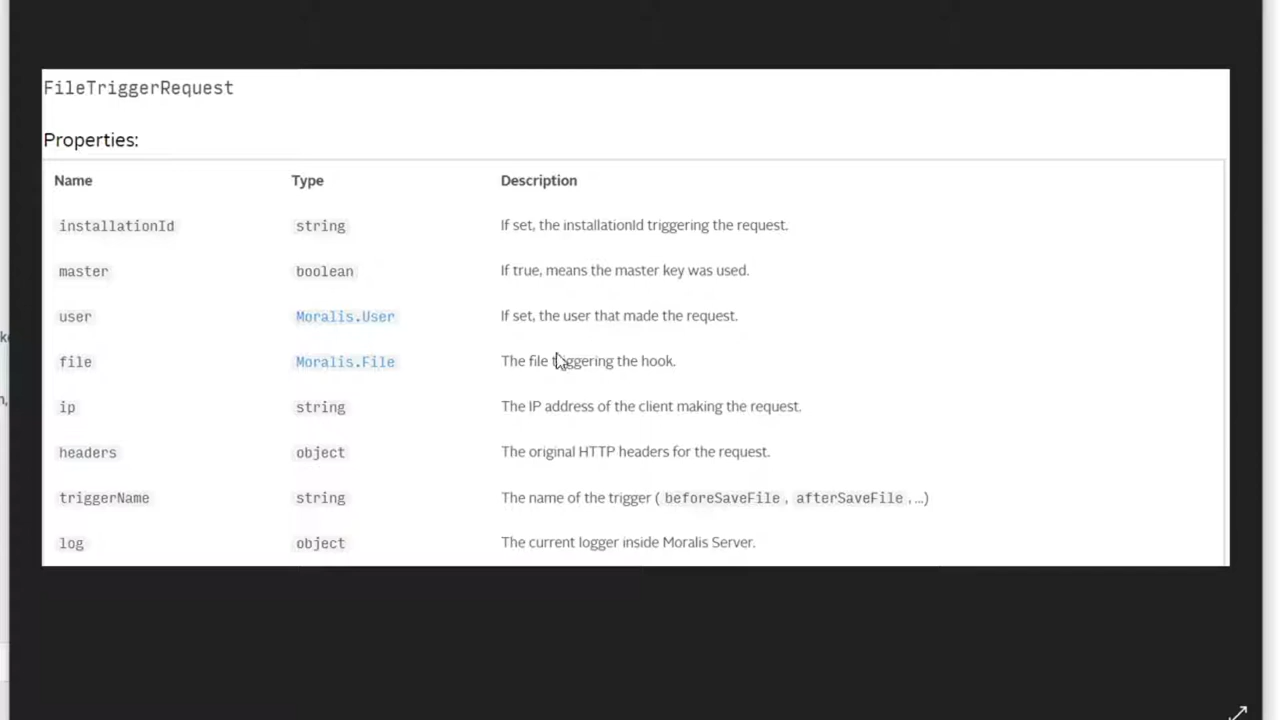 FileTriggerRequest
Properties:
Name Type Description
installationId string If set, the installationId triggering the request.
master boolean If true, means the master key was used.
user Moralis.User If set, the user that made the request.
file Moralis.File The file triggering the hook.
ip string The IP address of the client making the request.
headers object The original HTTP headers for the request.
triggerName string The name of the trigger ( beforeSaveFile , afterSaveFile , ...)
log object The current logger inside Moralis Server.